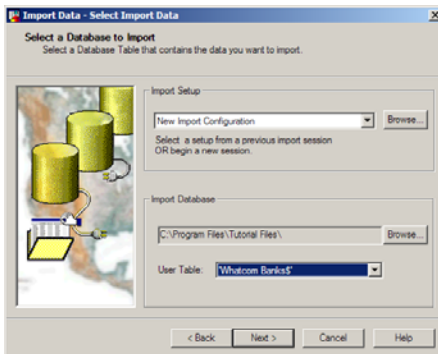 Import Data - Select Import Data
Select a Database to Import
Select a Database Table that contains the data you want to import.
Import Setup
New Import Configuration
Browse...
Select a setup from a previous import session
OR begin a new session.
Import Database
C:\Program Files\Tutorial Files\
Browse...
User Table:
'Whatcom Banks$'
< Back
Next >
Cancel
Help